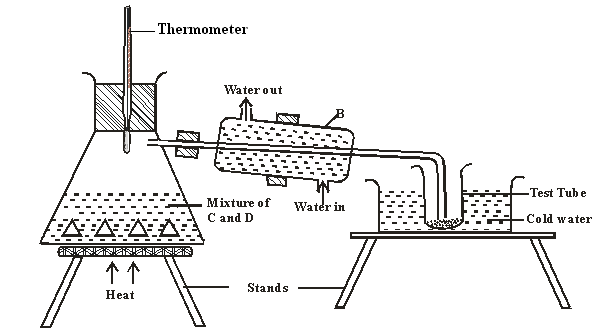 Thermometer
Water out
B
Mixture of
C and D
Water in
Test Tube
Cold water
Heat
Stands